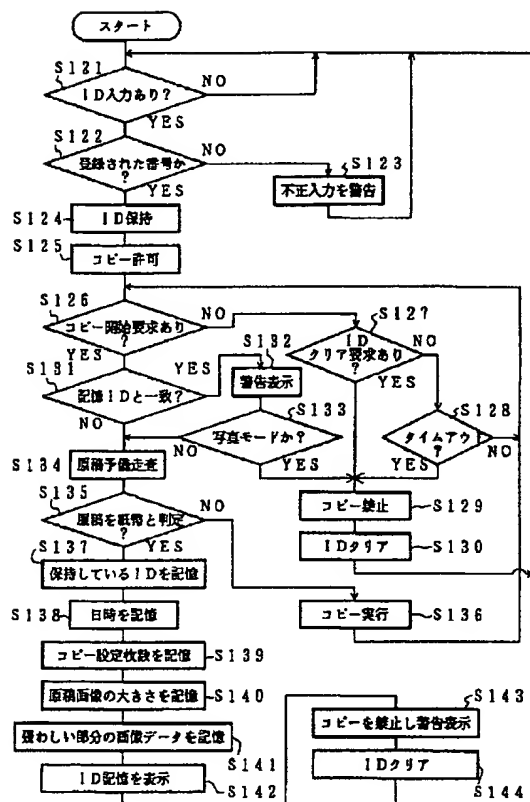 スタート
S121
ID入力あり?
NO
YES
S122
登録された番号か?
NO
YES
S123
不正入力を警告
S124
ID保持
S125
コピー許可
S126
コピー開始要求あり?
NO
YES
S127
IDクリア要求あり?
NO
YES
S128
タイムアウト?
NO
YES
S131
記憶IDと一致?
YES
NO
S132
警告表示
S133
写真モードか?
NO
YES
S129
コピー禁止
S130
IDクリア
S134
原稿予備走査
S135
原稿を紙幣と判定?
NO
YES
S136
コピー実行
S137
保持しているIDを記憶
S138
日時を記憶
コピー設定枚数を記憶
S139
原稿画像の大きさを記憶
S140
疑わしい部分の画像データを記憶
S141
ID記憶を表示
S142
S143
コピーを禁止し警告表示
IDクリア
S144